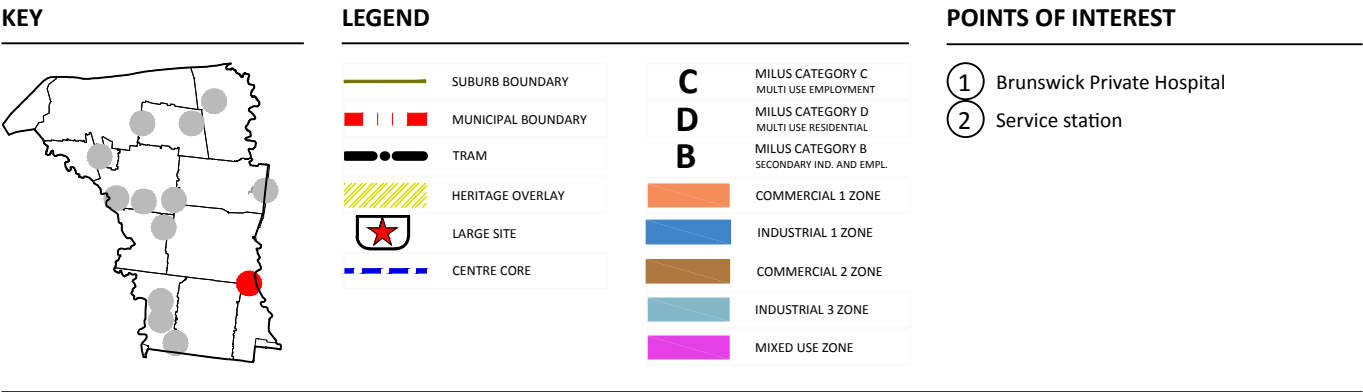 KEY
LEGEND
SUBURB BOUNDARY
MUNICIPAL BOUNDARY
TRAM
HERITAGE OVERLAY
LARGE SITE
CENTRE CORE
C MILUS CATEGORY C
MULTI USE EMPLOYMENT
D MILUS CATEGORY D
MULTI USE RESIDENTIAL
B MILUS CATEGORY B
SECONDARY IND. AND EMPL.
COMMERCIAL 1 ZONE
INDUSTRIAL 1 ZONE
COMMERCIAL 2 ZONE
INDUSTRIAL 3 ZONE
MIXED USE ZONE
POINTS OF INTEREST
1 Brunswick Private Hospital
2 Service station